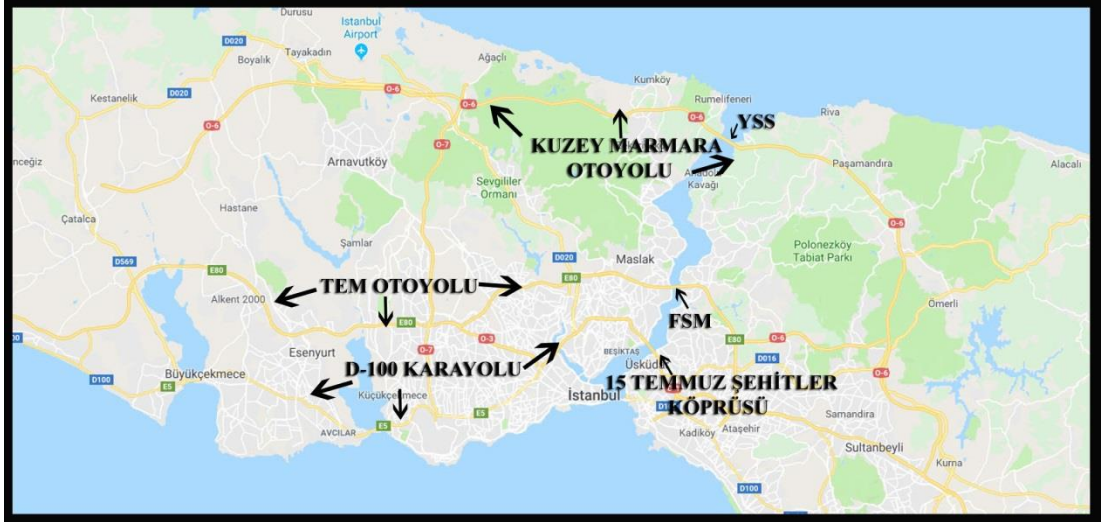 Durusu
Istanbul
Airport
Tayakadın
D020
Boyalık
Ağaçlı
Kumköy
Rumelifeneri
Kestanelik
D020
O-6
O-6
O-6
Riva
YSS
O-6
O-7
KUZEY MARMARA
OTOYOLU
Arnavutköy
Paşamandıra
Alacalı
Kavağı
Sevgililer
Ormanı
Hastane
Çatalca
O-6
Şamlar
Polonezköy
Tabiat Parkı
D569
E80
D020
Maslak
TEM OTOYOLU
E80
Alkent 2000
Ömerli
FSM
E80
O-3
E80
O-6
Esenyurt
O-7
BEŞİKTAŞ
D016
D-100 KARAYOLU
Üsküdar
O-6
Büyükçekmece
D100
E5
Küçükçekmece
İstanbul
15 TEMMUZ ŞEHİTLER
KÖPRÜSÜ
E5
Samandıra
AVCILAR
E5
Kadıköy
Ataşehir
Sultanbeyli
Kurna
D100